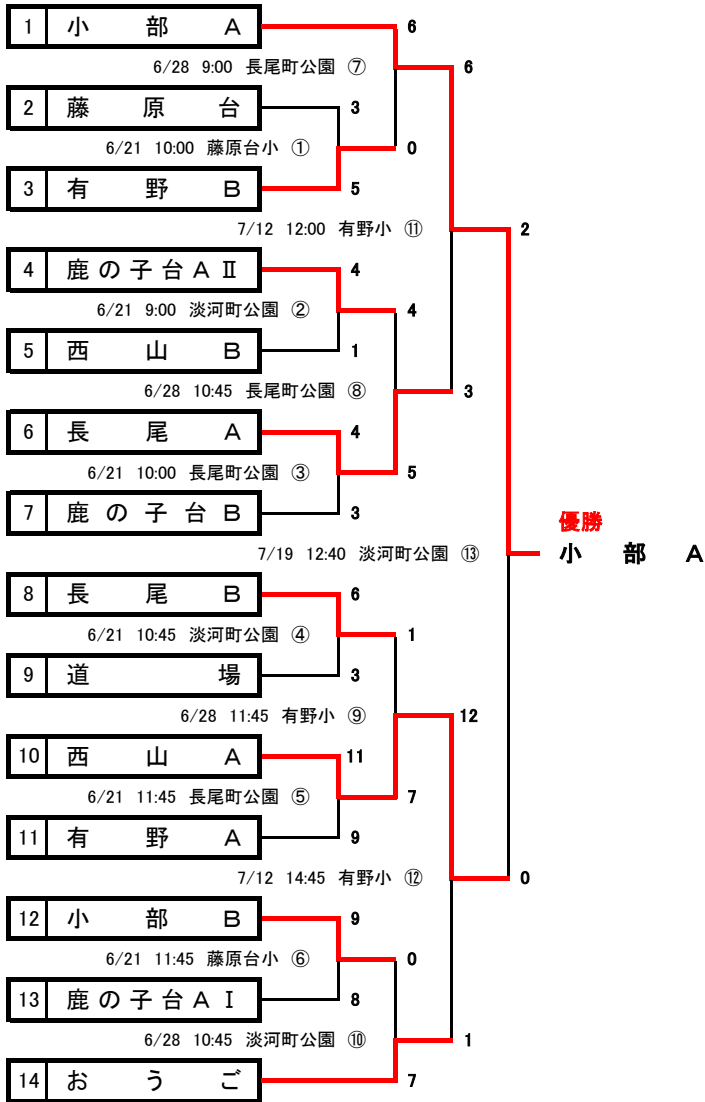 1 小部A 6
6/28 9:00 長尾町公園 ⑦ 6
2 藤原台 3
6/21 10:00 藤原台小 ① 0
3 有野B 5
7/12 12:00 有野小 ⑪ 2
4 鹿の子台AⅡ 4
6/21 9:00 淡河町公園 ② 4
5 西山B 1
6/28 10:45 長尾町公園 ⑧ 3
6 長尾A 4
6/21 10:00 長尾町公園 ③ 5
7 鹿の子台B 3
優勝
7/19 12:40 淡河町公園 ⑬ 小部A
8 長尾B 6
6/21 10:45 淡河町公園 ④ 1
9 道場 3
6/28 11:45 有野小 ⑨ 12
10 西山A 11
6/21 11:45 長尾町公園 ⑤ 7
11 有野A 9
7/12 14:45 有野小 ⑫ 0
12 小部B 9
6/21 11:45 藤原台小 ⑥ 0
13 鹿の子台AⅠ 8
6/28 10:45 淡河町公園 ⑩ 1
14 おうご 7